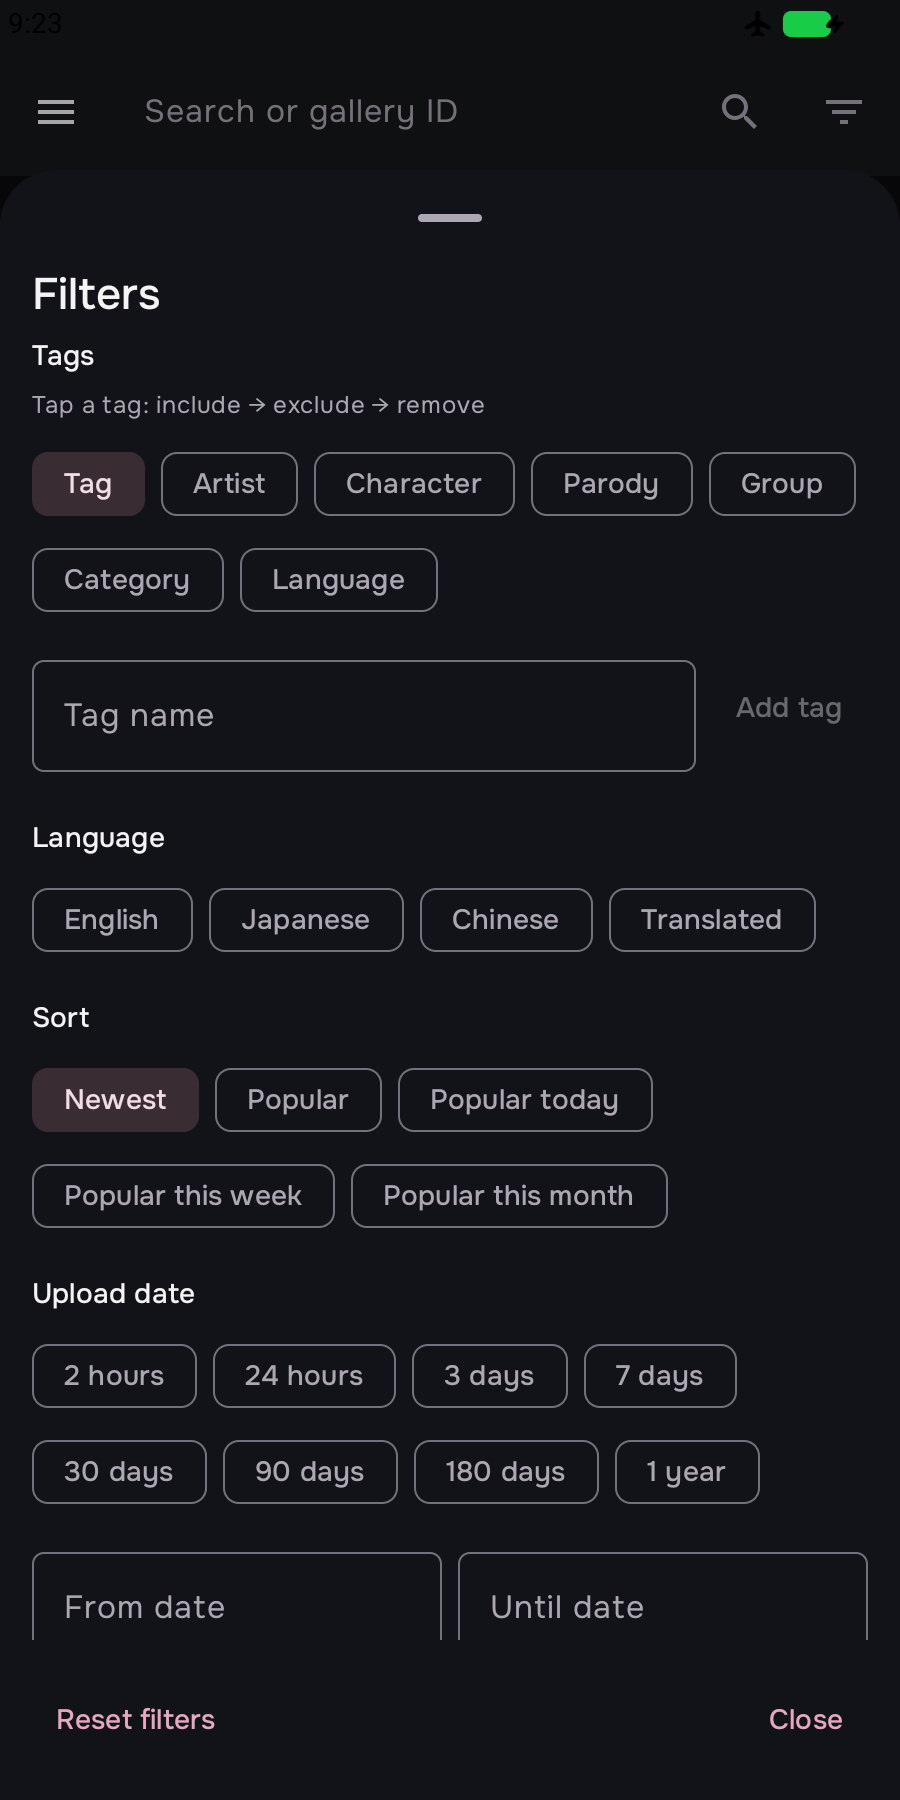 9:23
Search or gallery ID
Filters
Tags
Tap a tag: include → exclude → remove
Tag Artist Character Parody Group
Category Language
Tag name Add tag
Language
English Japanese Chinese Translated
Sort
Newest Popular Popular today
Popular this week Popular this month
Upload date
2 hours 24 hours 3 days 7 days
30 days 90 days 180 days 1 year
From date Until date
Reset filters Close